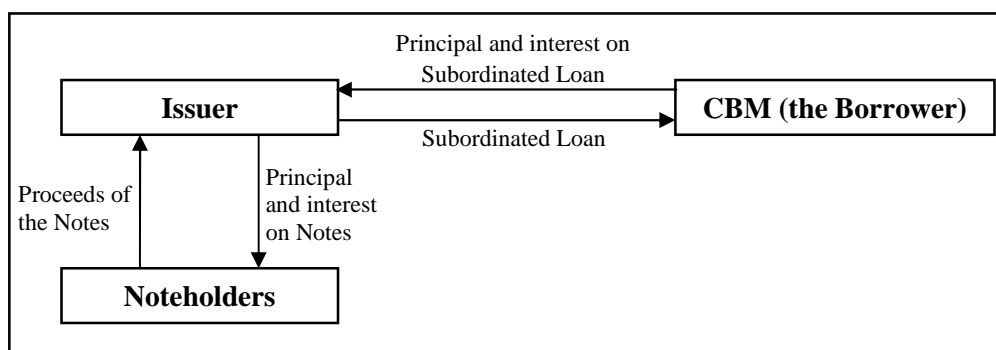 Principal and interest on
Subordinated Loan
Issuer
CBM (the Borrower)
Subordinated Loan
Proceeds of
the Notes
Principal
and interest
on Notes
Noteholders